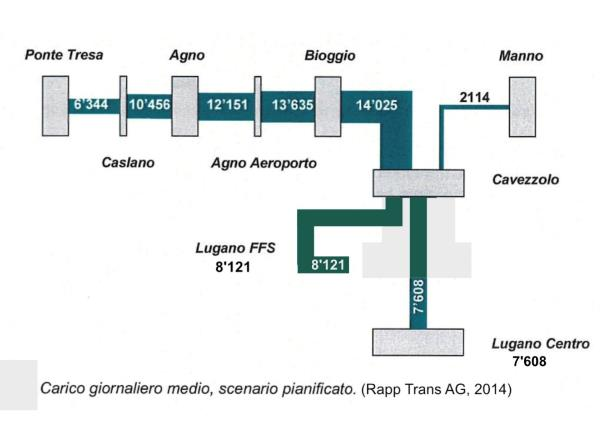 Ponte Tresa
Agno
Bioggio
Manno
6'344
10'456
12'151
13'635
14'025
2114
Caslano
Agno Aeroporto
Cavezzolo
Lugano FFS
8'121
8'121
7'608
Lugano Centro
7'608
Carico giornaliero medio, scenario pianificato. (Rapp Trans AG, 2014)